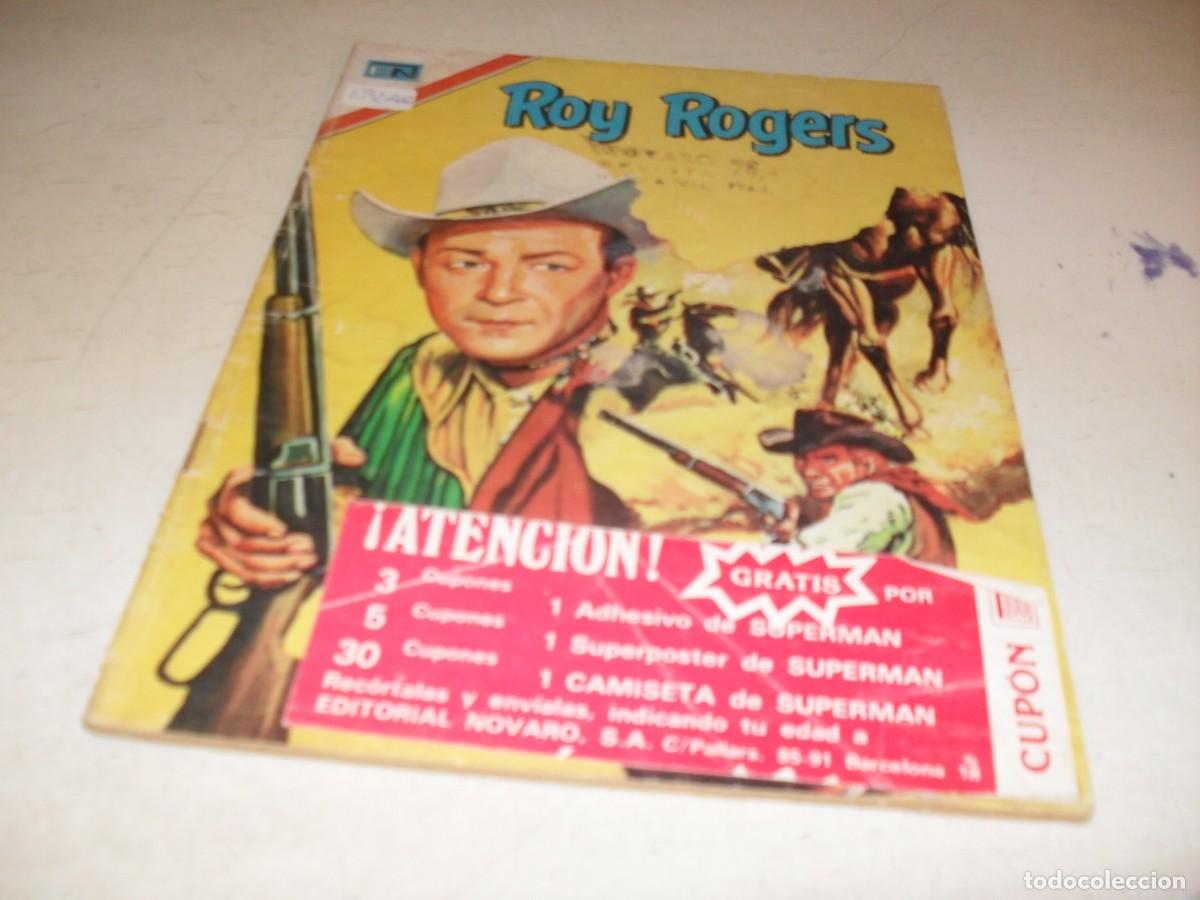 EN
Roy Rogers
¡ATENCION!
GRATIS
POR
3 Cupones 1 Adhesivo de SUPERMAN
5 Cupones 1 Superposter de SUPERMAN
30 Cupones 1 CAMISETA de SUPERMAN
Recórtalas y envíalas, indicando tu edad a
EDITORIAL NOVARO, S.A. C/Pallars, 85-91 Barcelona
CUPÓN
todocoleccion